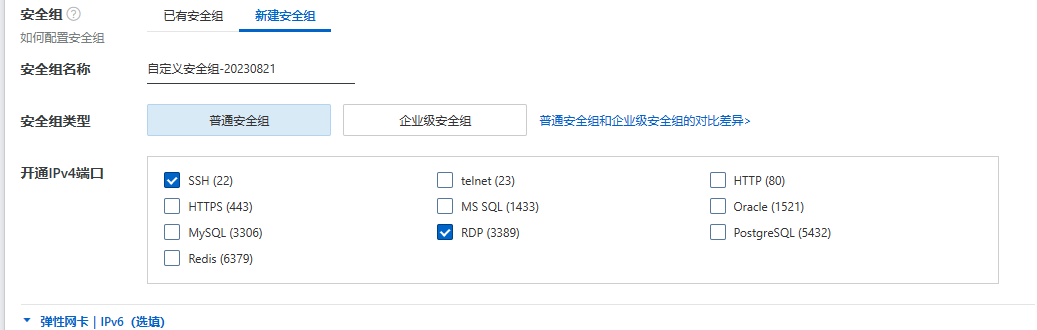 安全组 已有安全组 新建安全组
如何配置安全组
安全组名称 自定义安全组-20230821
安全组类型 普通安全组 企业级安全组 普通安全组和企业级安全组的对比差异>
开通IPv4端口
SSH (22) telnet (23) HTTP (80)
HTTPS (443) MS SQL (1433) Oracle (1521)
MySQL (3306) RDP (3389) PostgreSQL (5432)
Redis (6379)
弹性网卡 | IPv6（选填）